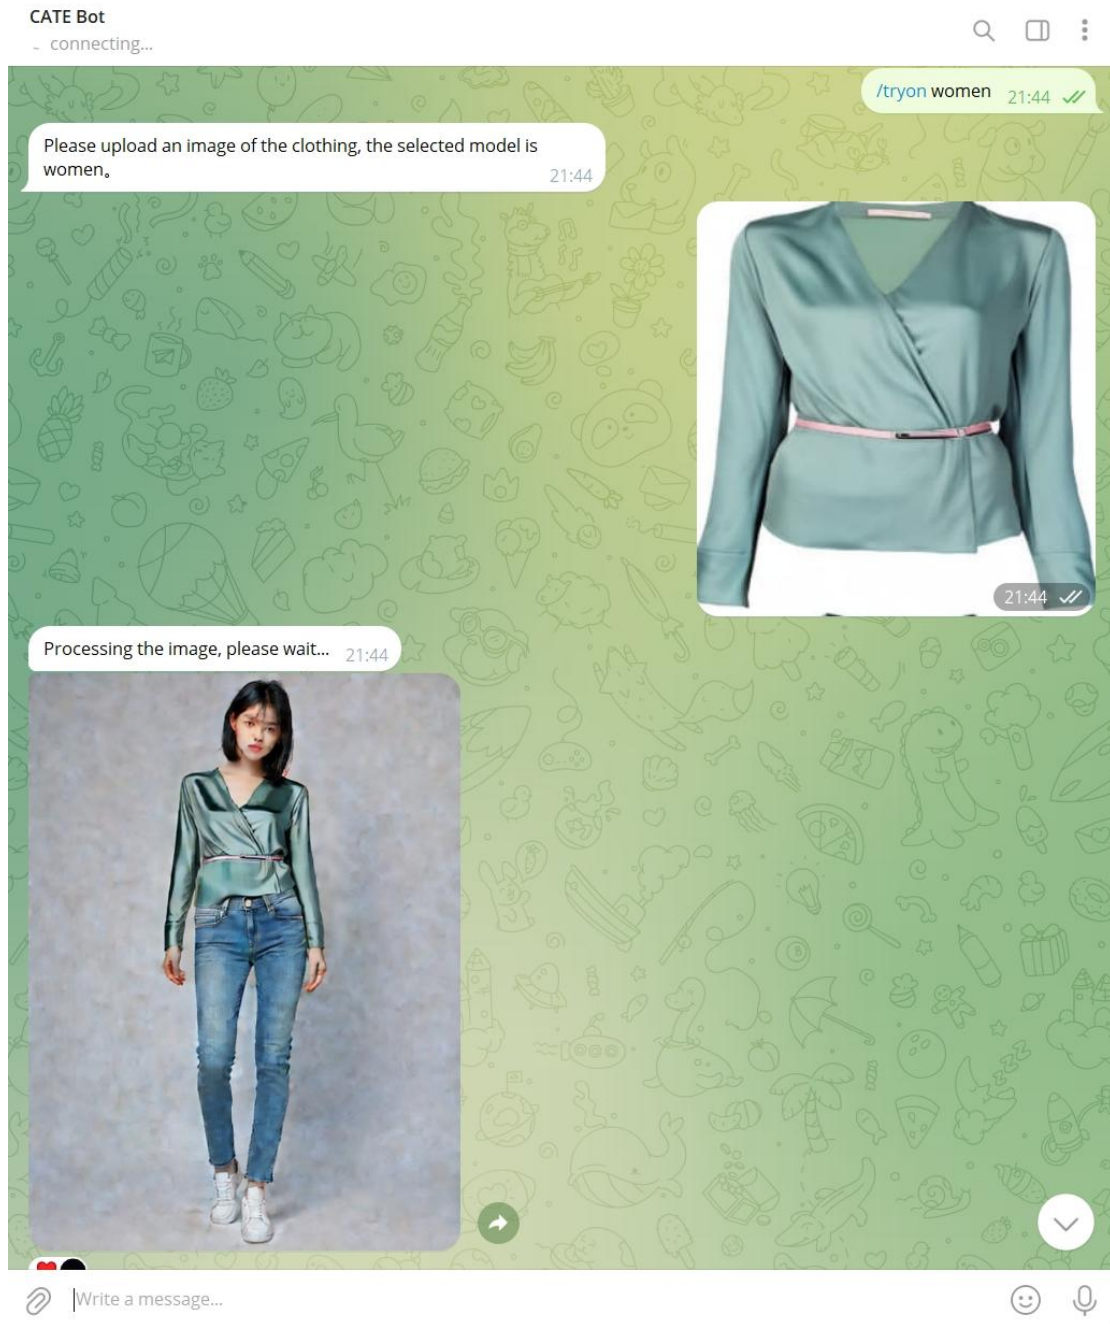 CATE Bot
connecting...
/tryon women 21:44
Please upload an image of the clothing, the selected model is
women。
21:44
21:44
Processing the image, please wait... 21:44
Write a message...